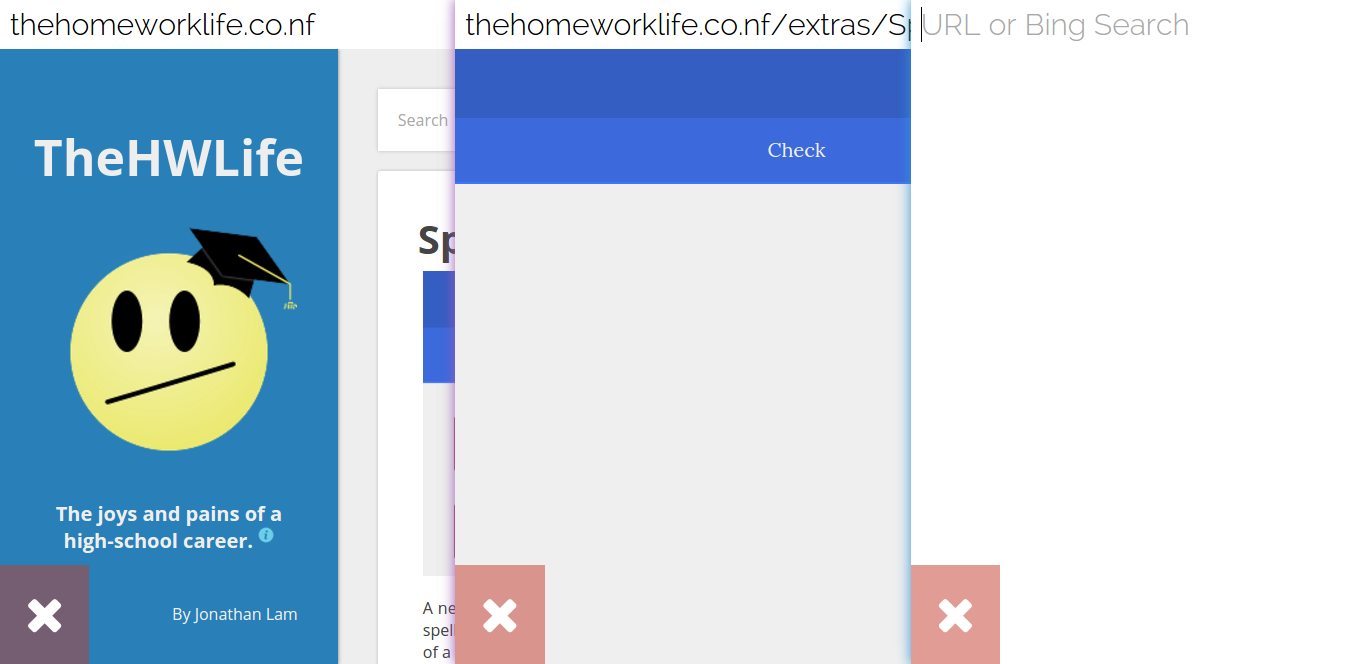 thehomeworklife.co.nf
TheHWLife
The joys and pains of a
high-school career.
By Jonathan Lam
Search
Sp
A ne
spell
of a
thehomeworklife.co.nf/extras/Sp
Check
URL or Bing Search